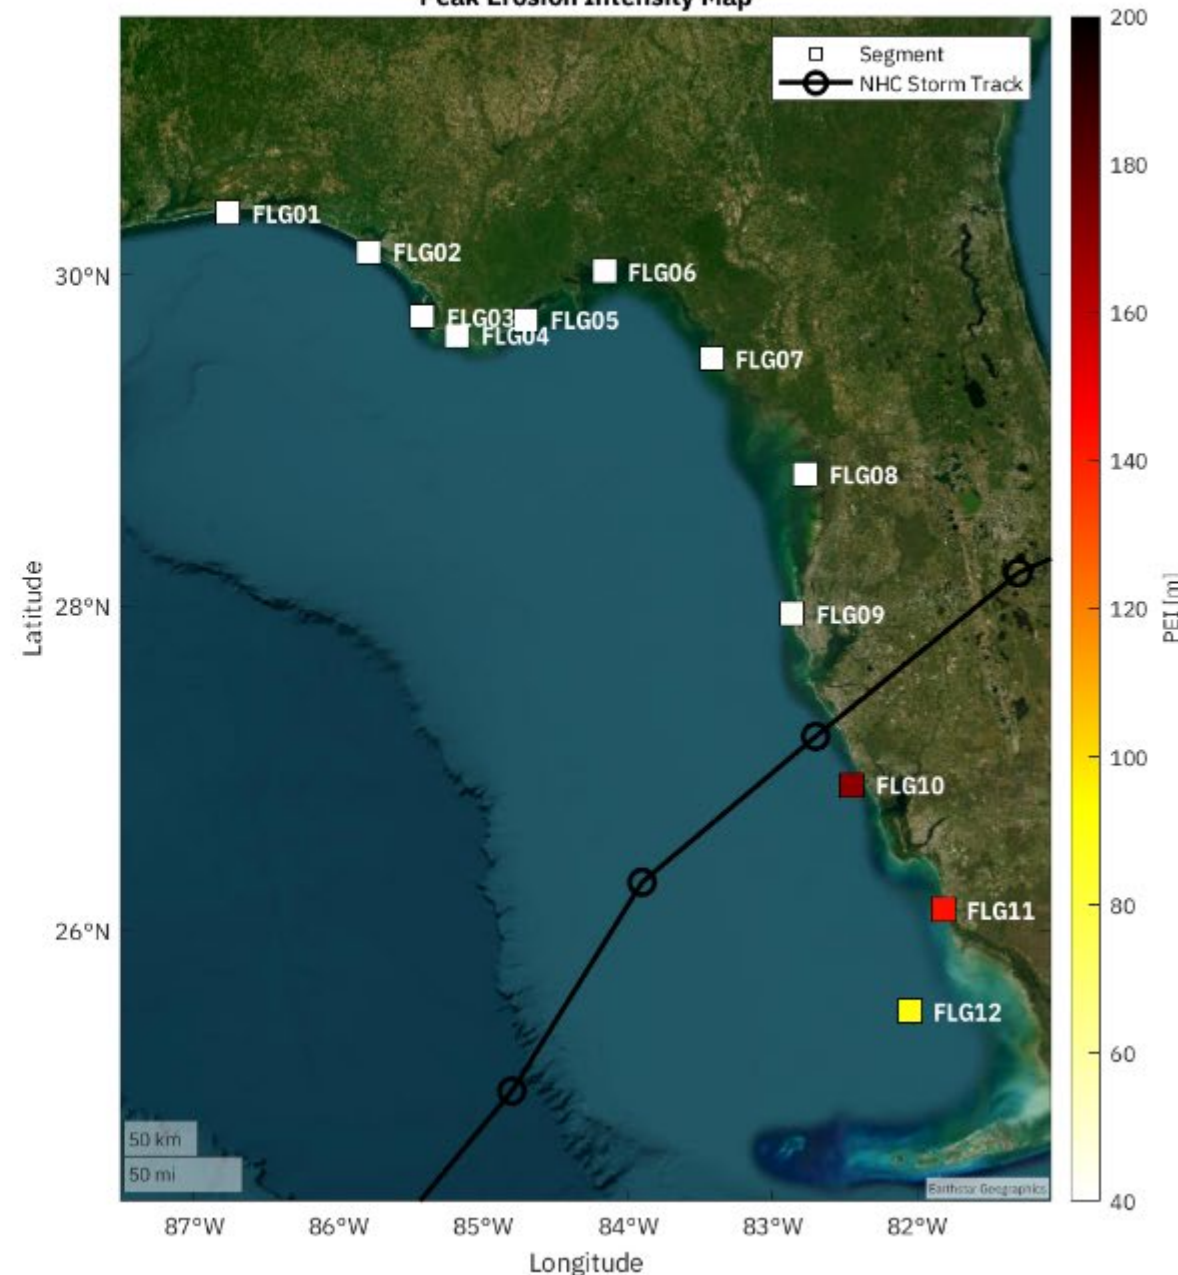 Peak Erosion Intensity Map
Segment
NHC Storm Track
FLG01
FLG02
FLG03
FLG04
FLG05
FLG06
FLG07
FLG08
FLG09
FLG10
FLG11
FLG12
30°N
28°N
26°N
Latitude
87°W
86°W
85°W
84°W
83°W
82°W
Longitude
50 km
50 mi
Earthstar Geographics
200
180
160
140
120
100
80
60
40
PEI [m]